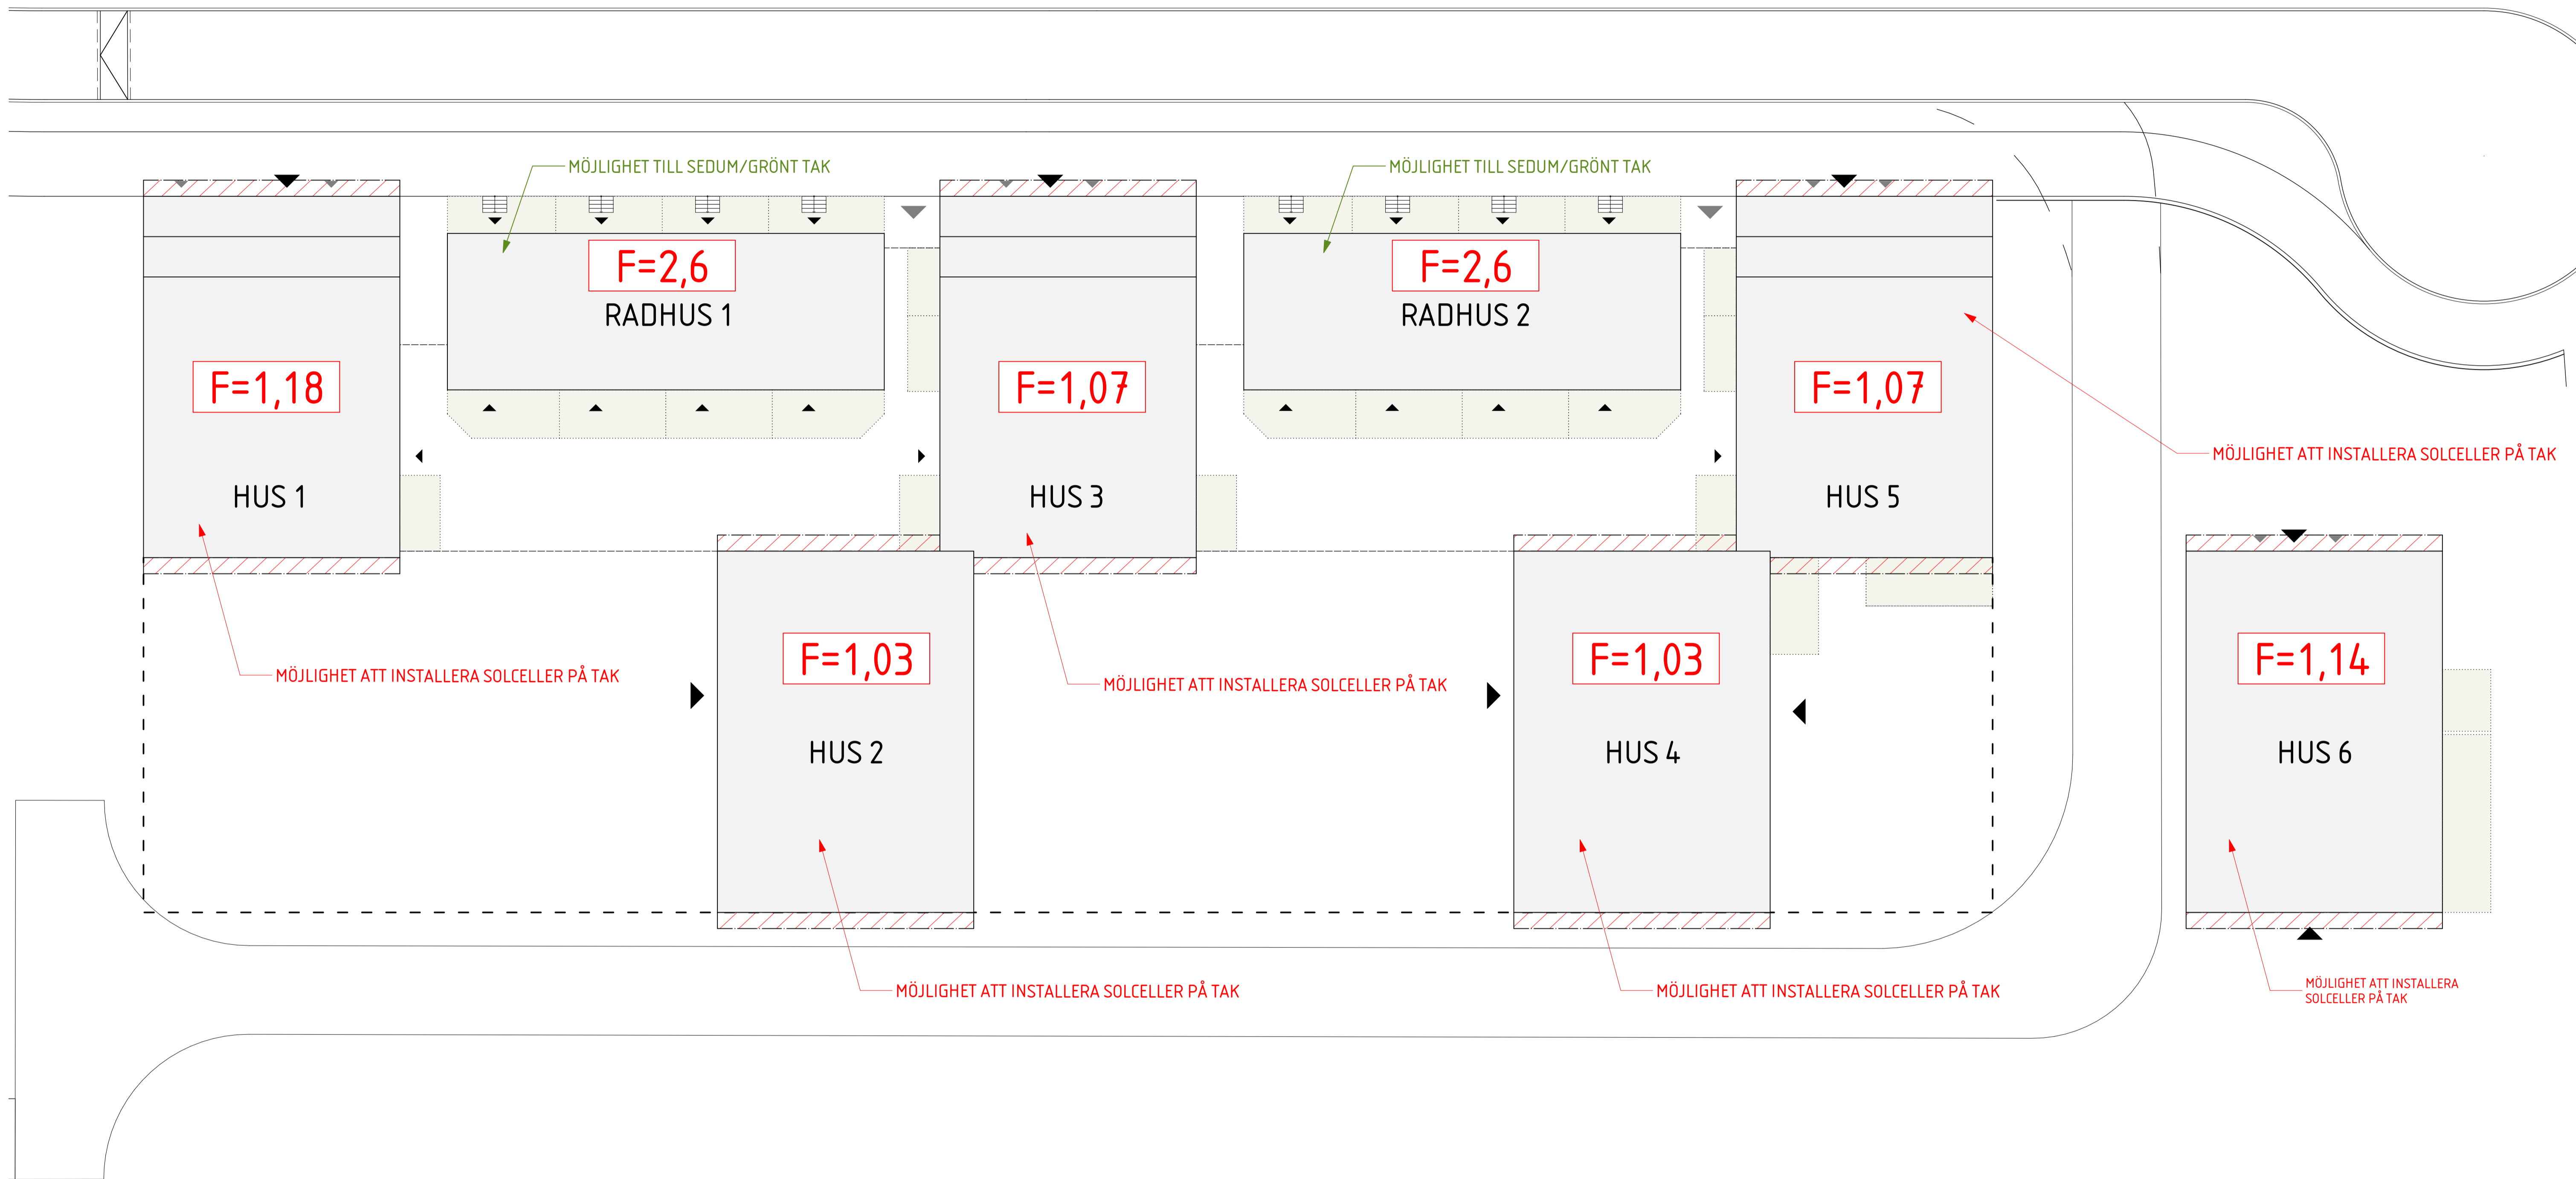 MÖJLIGHET TILL SEDUM/GRÖNT TAK
MÖJLIGHET TILL SEDUM/GRÖNT TAK
F=2,6
RADHUS 1
F=2,6
RADHUS 2
F=1,18
HUS 1
F=1,07
HUS 3
F=1,07
HUS 5
MÖJLIGHET ATT INSTALLERA SOLCELLER PÅ TAK
MÖJLIGHET ATT INSTALLERA SOLCELLER PÅ TAK
F=1,03
HUS 2
MÖJLIGHET ATT INSTALLERA SOLCELLER PÅ TAK
F=1,03
HUS 4
F=1,14
HUS 6
MÖJLIGHET ATT INSTALLERA SOLCELLER PÅ TAK
MÖJLIGHET ATT INSTALLERA SOLCELLER PÅ TAK
MÖJLIGHET ATT INSTALLERA
SOLCELLER PÅ TAK